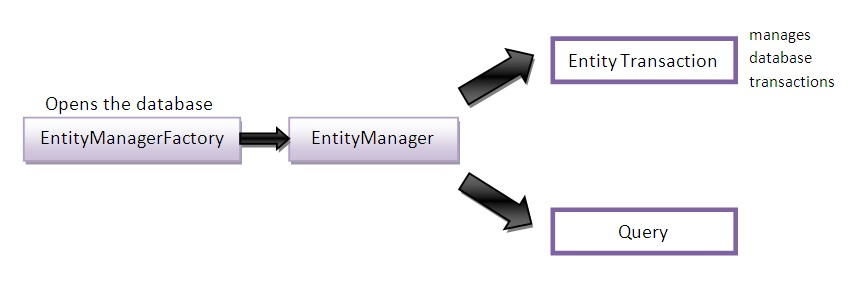 Opens the database
EntityManagerFactory
EntityManager
Entity Transaction
manages
database
transactions
Query